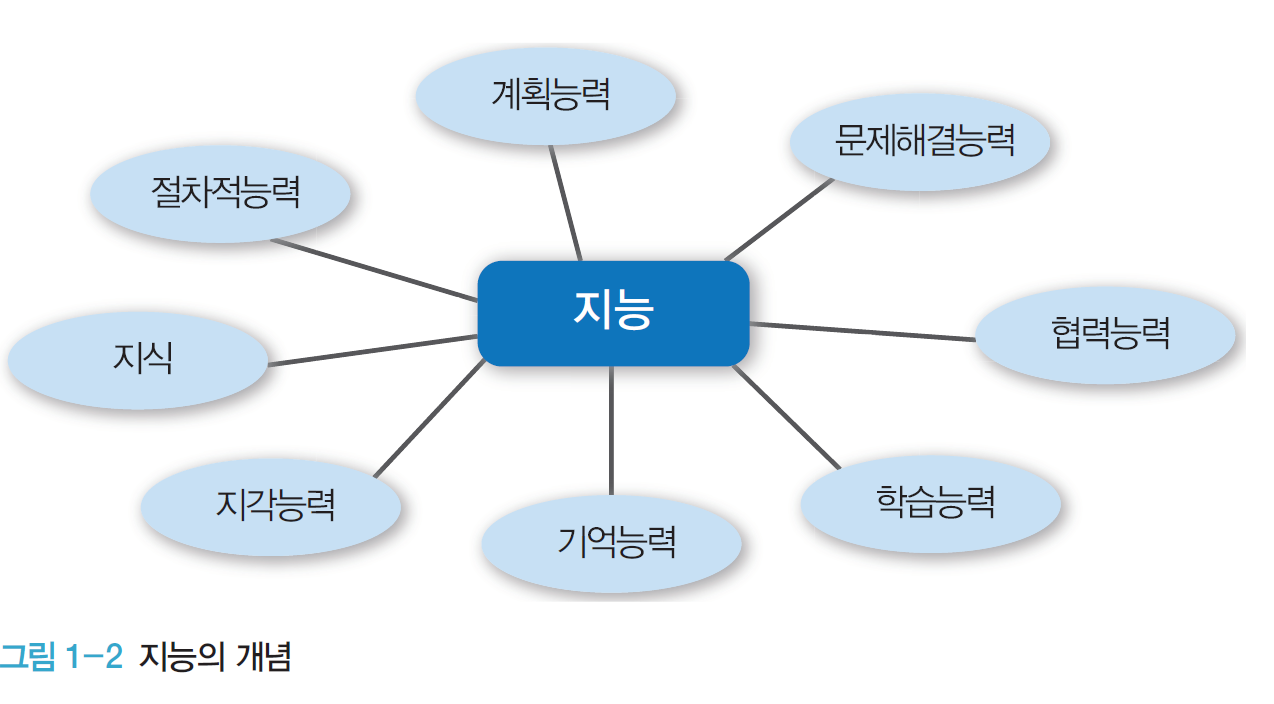 계획능력
문제해결능력
절차적능력
지능
협력능력
지식
지각능력
기억능력
학습능력
그림 1-2 지능의 개념